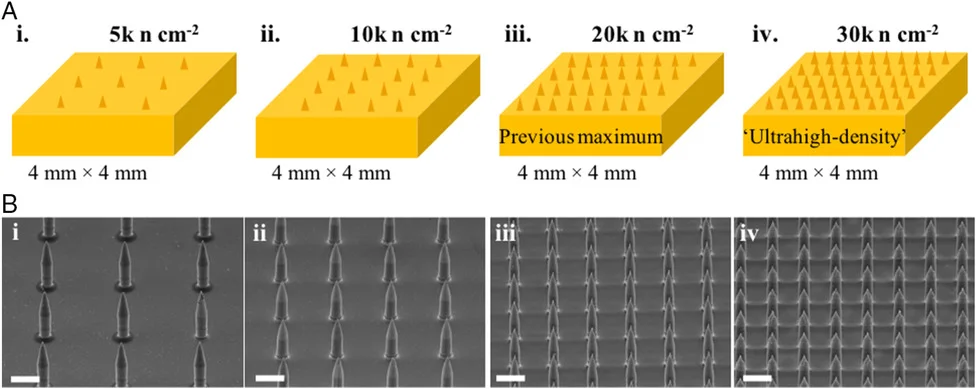 A
i. 5k n cm-2 ii. 10k n cm-2 iii. 20k n cm-2 iv. 30k n cm-2
Previous maximum ‘Ultrahigh-density’
4 mm × 4 mm 4 mm × 4 mm 4 mm × 4 mm 4 mm × 4 mm
B
i ii iii iv